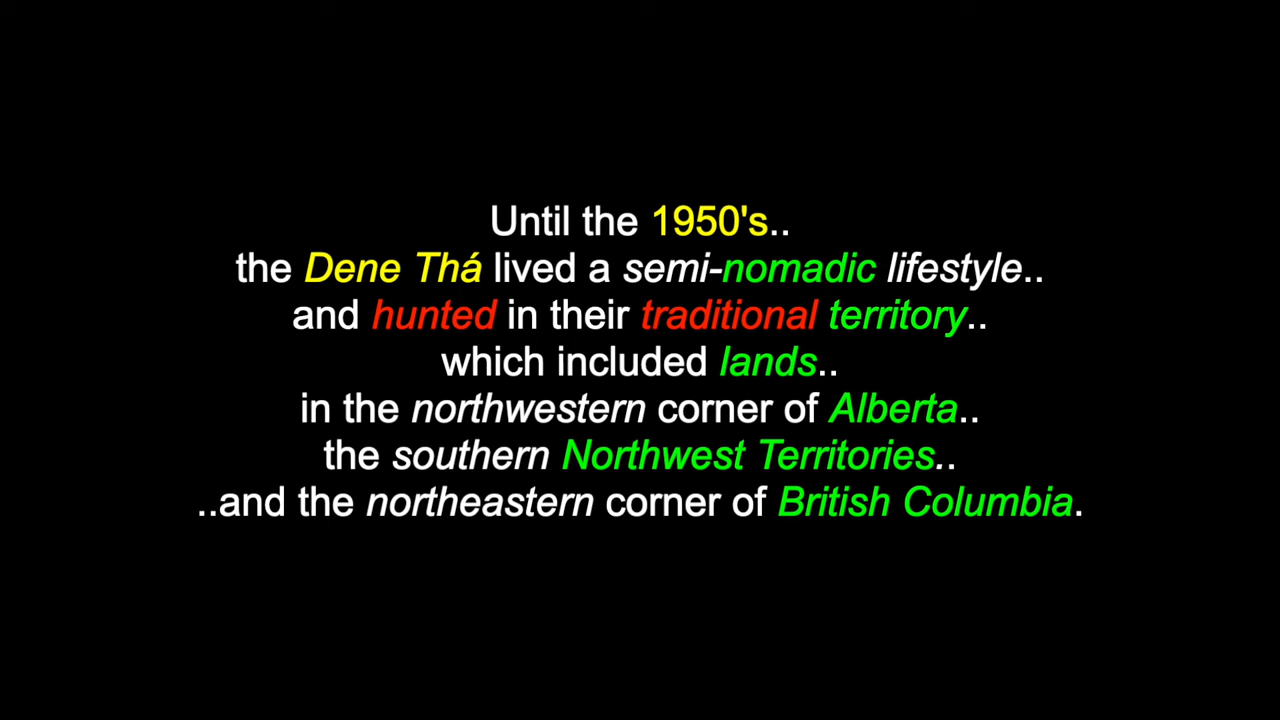 Until the 1950's..
the Dene Thá lived a semi-nomadic lifestyle..
and hunted in their traditional territory..
which included lands..
in the northwestern corner of Alberta..
the southern Northwest Territories..
..and the northeastern corner of British Columbia.